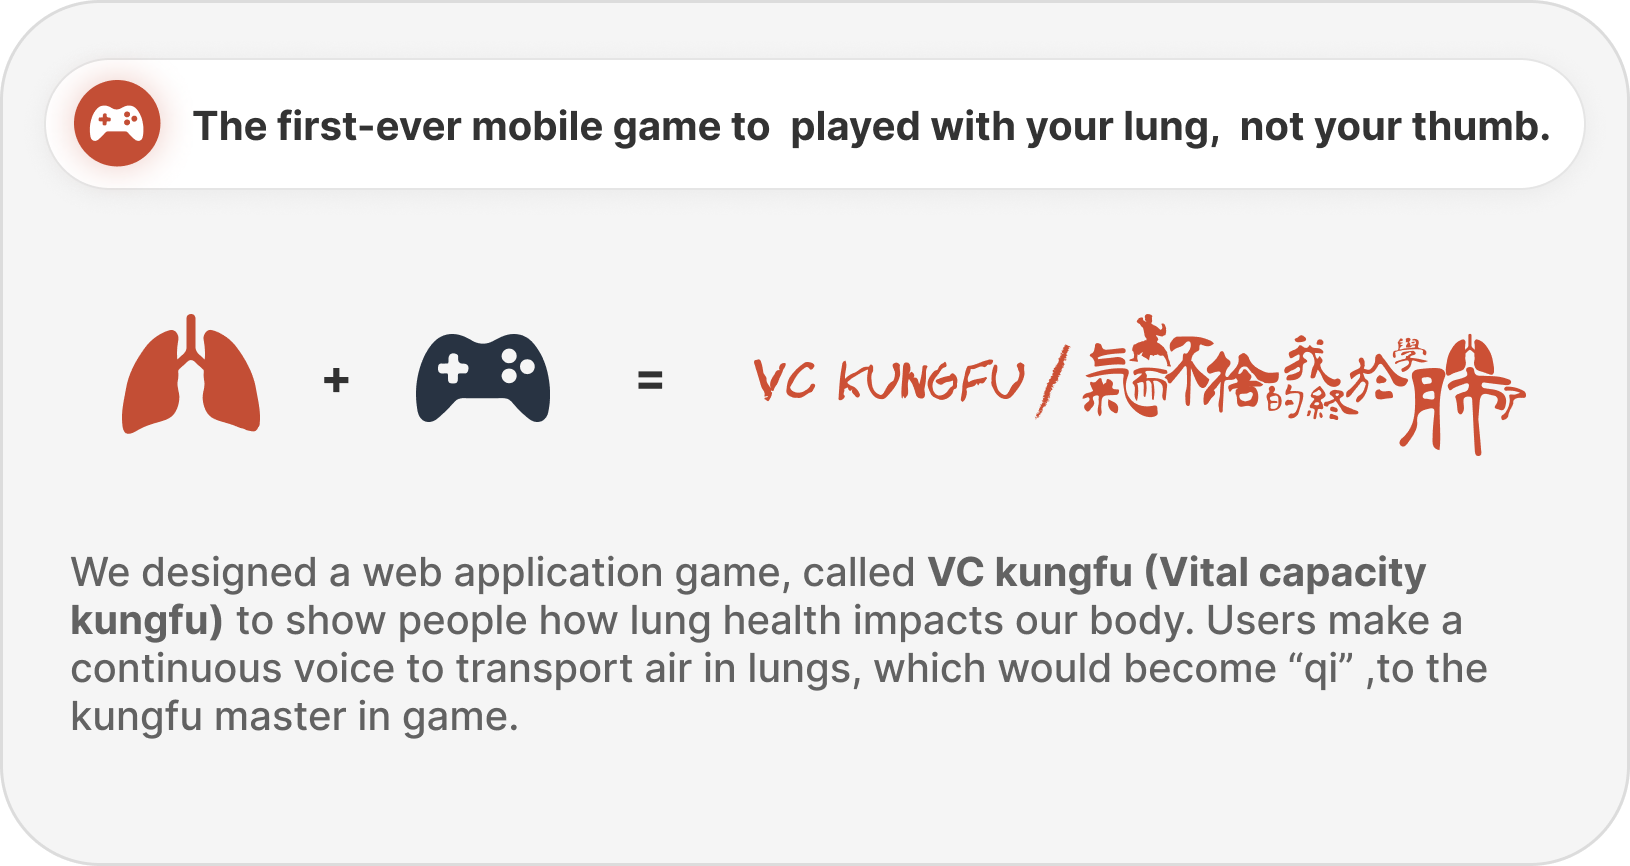 The first-ever mobile game to  played with your lung,  not your thumb.
+ = VC KUNGFU / 氣而不捨我的終於學肺
We designed a web application game, called VC kungfu (Vital capacity
kungfu) to show people how lung health impacts our body. Users make a
continuous voice to transport air in lungs, which would become “qi” ,to the
kungfu master in game.